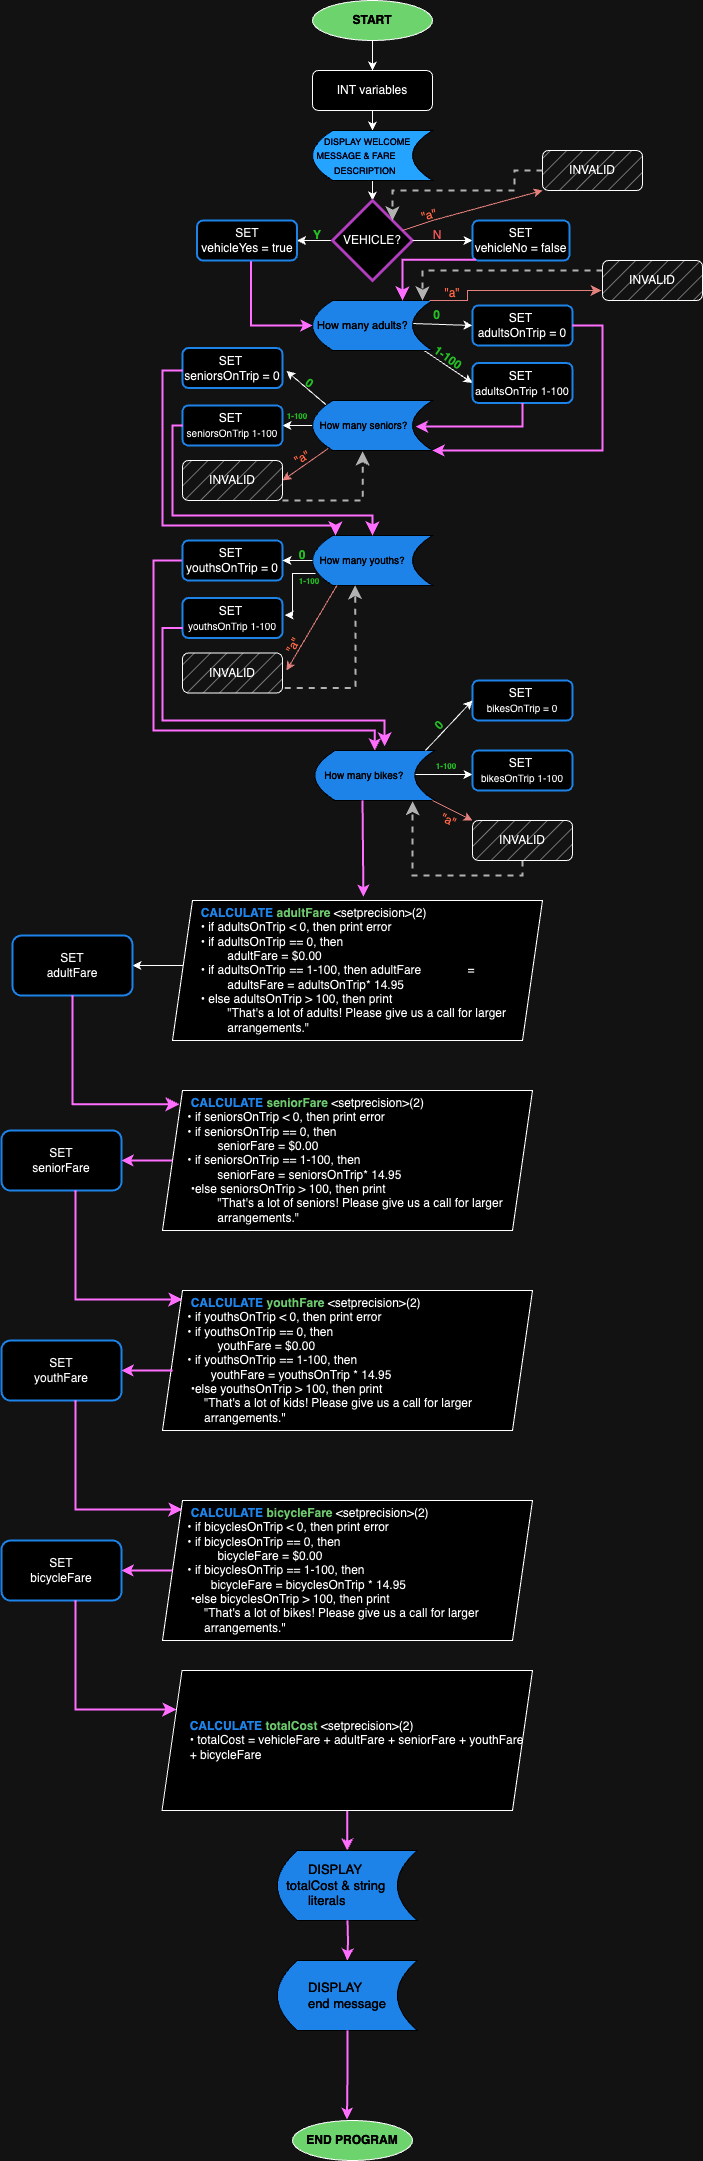 START
INT variables
DISPLAY WELCOME
MESSAGE & FARE
DESCRIPTION
INVALID
"a"
SET
vehicleYes = true
Y
VEHICLE?
N
SET
vehicleNo = false
INVALID
"a"
How many adults?
0
SET
adultsOnTrip = 0
1-100
SET
adultsOnTrip 1-100
SET
seniorsOnTrip = 0
0
SET
seniorsOnTrip 1-100
1-100
How many seniors?
"a"
INVALID
SET
youthsOnTrip = 0
0
How many youths?
1-100
SET
youthsOnTrip 1-100
"a"
INVALID
SET
bikesOnTrip = 0
0
How many bikes?
1-100
SET
bikesOnTrip 1-100
"a"
INVALID
CALCULATE adultFare <setprecision>(2)
• if adultsOnTrip < 0, then print error
• if adultsOnTrip == 0, then
adultFare = $0.00
• if adultsOnTrip == 1-100, then adultFare =
adultsFare = adultsOnTrip* 14.95
• else adultsOnTrip > 100, then print
"That's a lot of adults! Please give us a call for larger
arrangements."
SET
adultFare
CALCULATE seniorFare <setprecision>(2)
• if seniorsOnTrip < 0, then print error
• if seniorsOnTrip == 0, then
seniorFare = $0.00
• if seniorsOnTrip == 1-100, then
seniorFare = seniorsOnTrip* 14.95
•else seniorsOnTrip > 100, then print
"That's a lot of seniors! Please give us a call for larger
arrangements."
SET
seniorFare
CALCULATE youthFare <setprecision>(2)
• if youthsOnTrip < 0, then print error
• if youthsOnTrip == 0, then
youthFare = $0.00
• if youthsOnTrip == 1-100, then
youthFare = youthsOnTrip * 14.95
•else youthsOnTrip > 100, then print
"That's a lot of kids! Please give us a call for larger
arrangements."
SET
youthFare
CALCULATE bicycleFare <setprecision>(2)
• if bicyclesOnTrip < 0, then print error
• if bicyclesOnTrip == 0, then
bicycleFare = $0.00
• if bicyclesOnTrip == 1-100, then
bicycleFare = bicyclesOnTrip * 14.95
•else bicyclesOnTrip > 100, then print
"That's a lot of bikes! Please give us a call for larger
arrangements."
SET
bicycleFare
CALCULATE totalCost <setprecision>(2)
• totalCost = vehicleFare + adultFare + seniorFare + youthFare
+ bicycleFare
DISPLAY
totalCost & string
literals
DISPLAY
end message
END PROGRAM